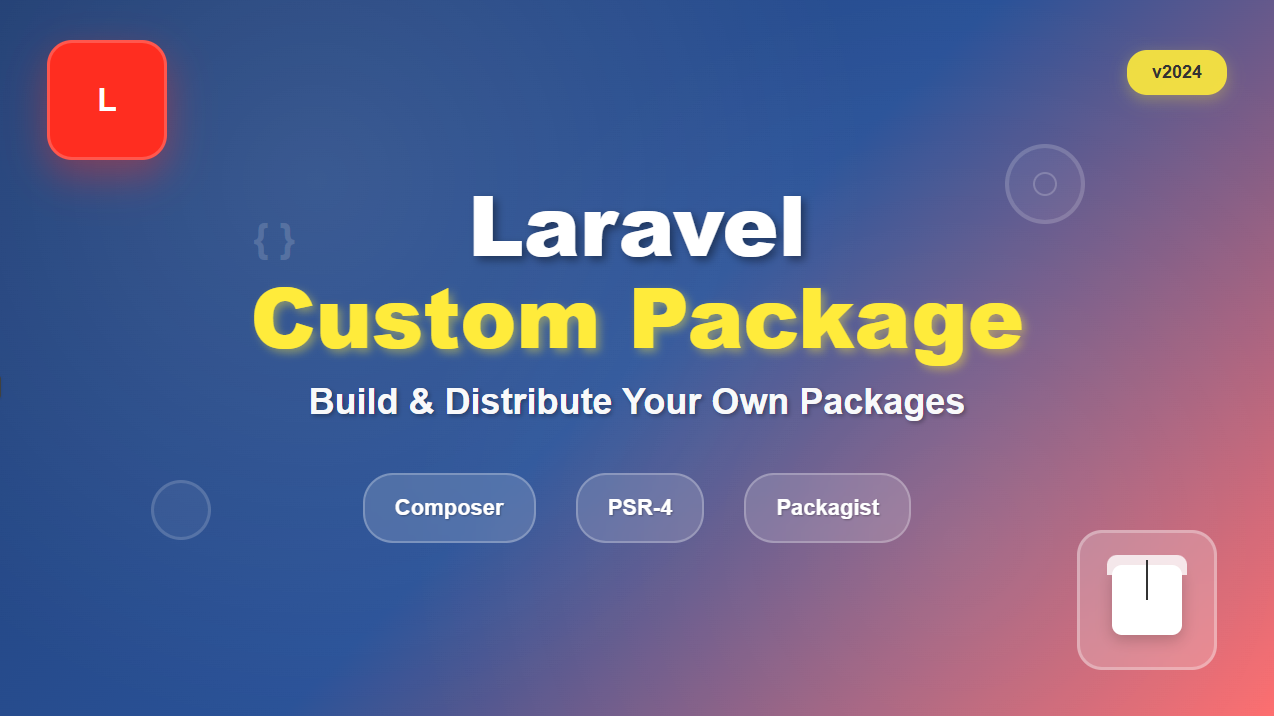 L
v2024
{ }
Laravel
Custom Package
Build & Distribute Your Own Packages
Composer
PSR-4
Packagist